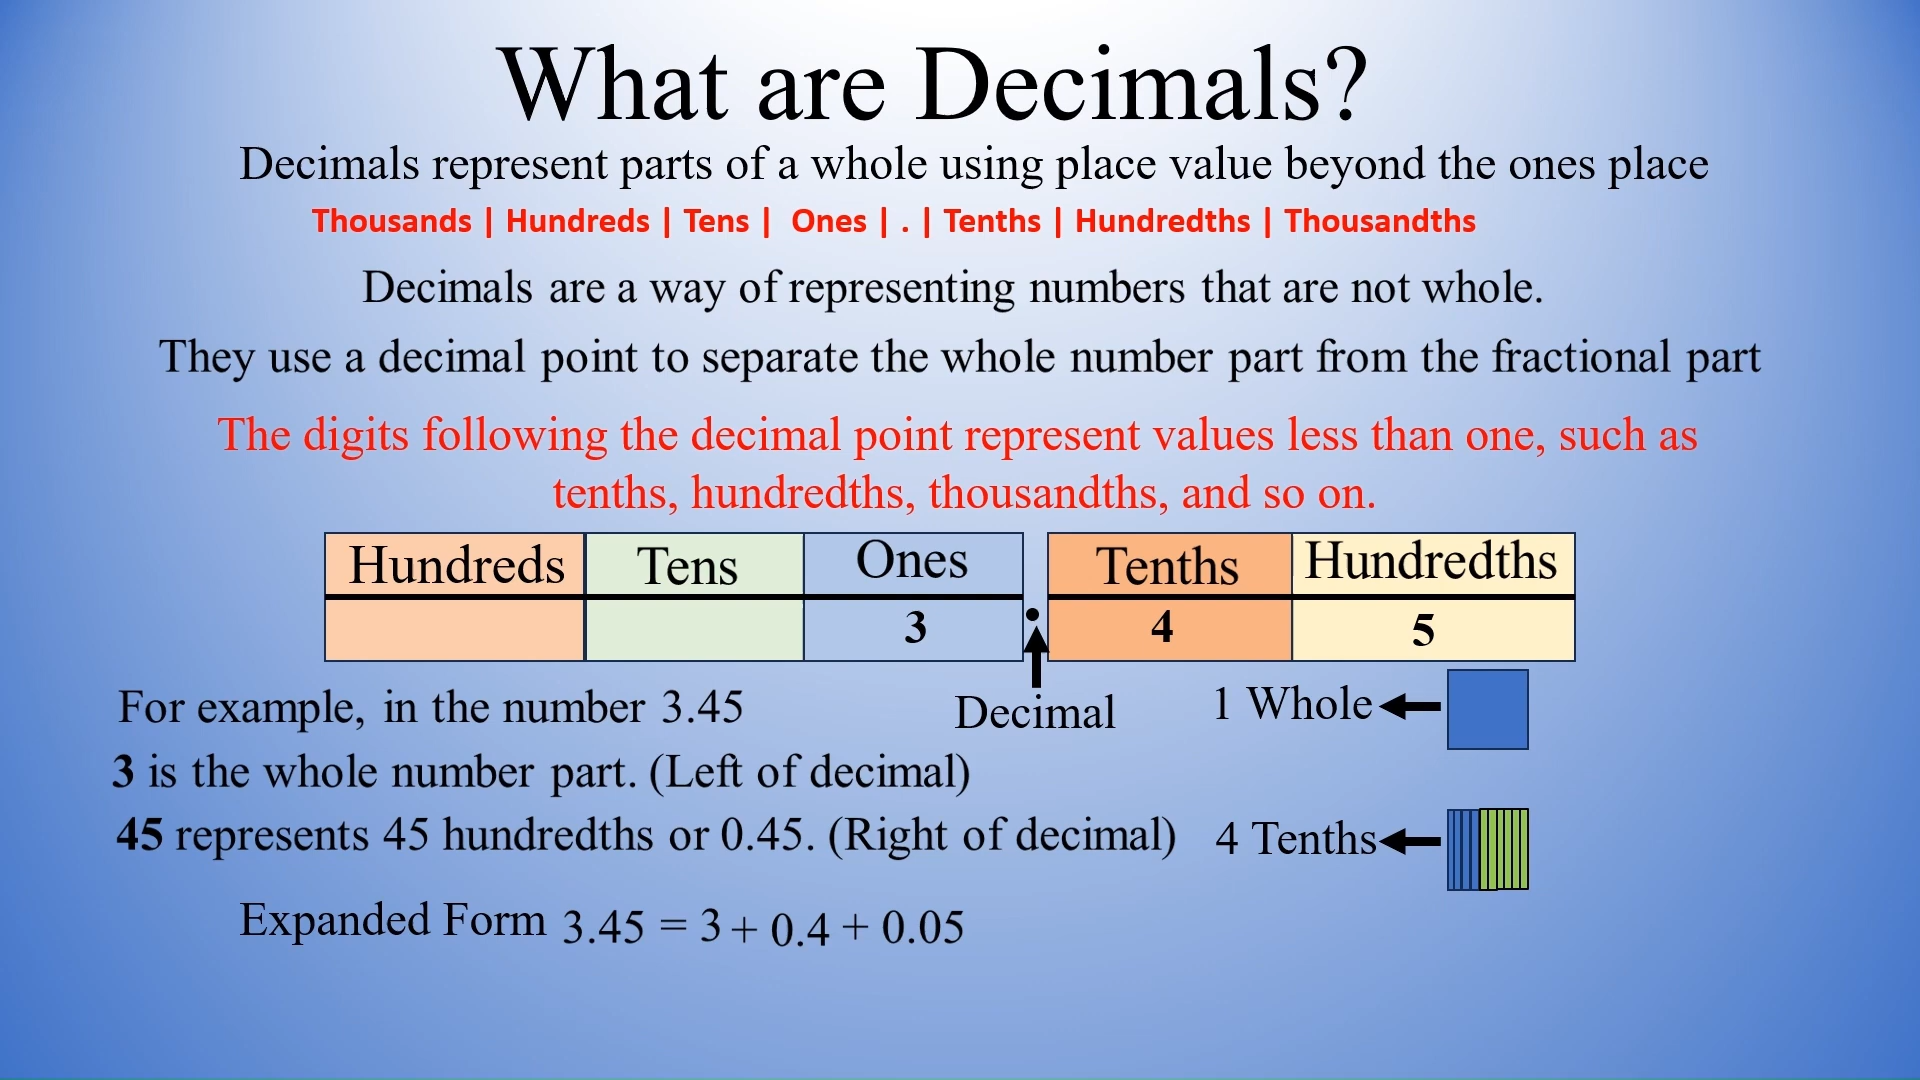 What are Decimals?
Decimals represent parts of a whole using place value beyond the ones place
Thousands | Hundreds | Tens | Ones | . | Tenths | Hundredths | Thousandths
Decimals are a way of representing numbers that are not whole.
They use a decimal point to separate the whole number part from the fractional part
The digits following the decimal point represent values less than one, such as
tenths, hundredths, thousandths, and so on.
Hundreds Tens Ones Tenths Hundredths
3 . 4 5
Decimal
1 Whole
For example, in the number 3.45
3 is the whole number part. (Left of decimal)
45 represents 45 hundredths or 0.45. (Right of decimal)
4 Tenths
Expanded Form 3.45 = 3 + 0.4 + 0.05